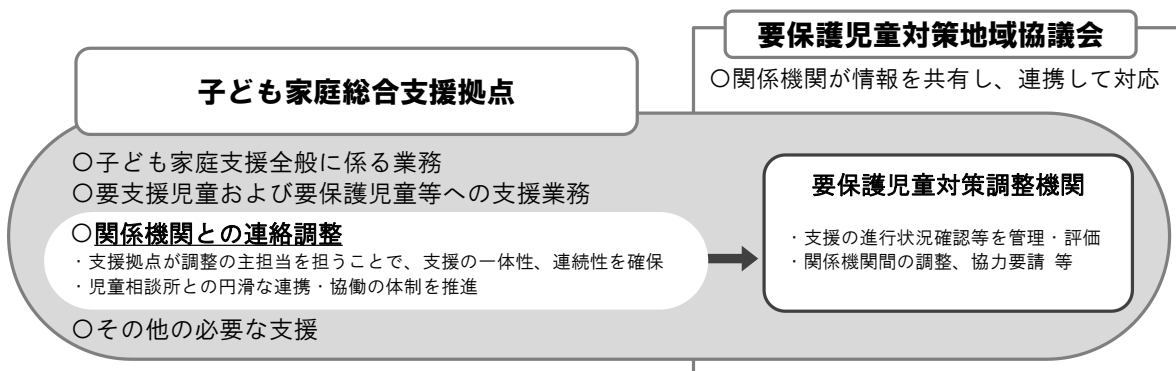 要保護児童対策地域協議会
〇関係機関が情報を共有し、連携して対応
子ども家庭総合支援拠点
〇子ども家庭支援全般に係る業務
〇要支援児童および要保護児童等への支援業務
〇関係機関との連絡調整
・支援拠点が調整の主担当を担うことで、支援の一体性、連続性を確保
・児童相談所との円滑な連携・協働の体制を推進
〇その他の必要な支援
要保護児童対策調整機関
・支援の進行状況確認等を管理・評価
・関係機関間の調整、協力要請 等